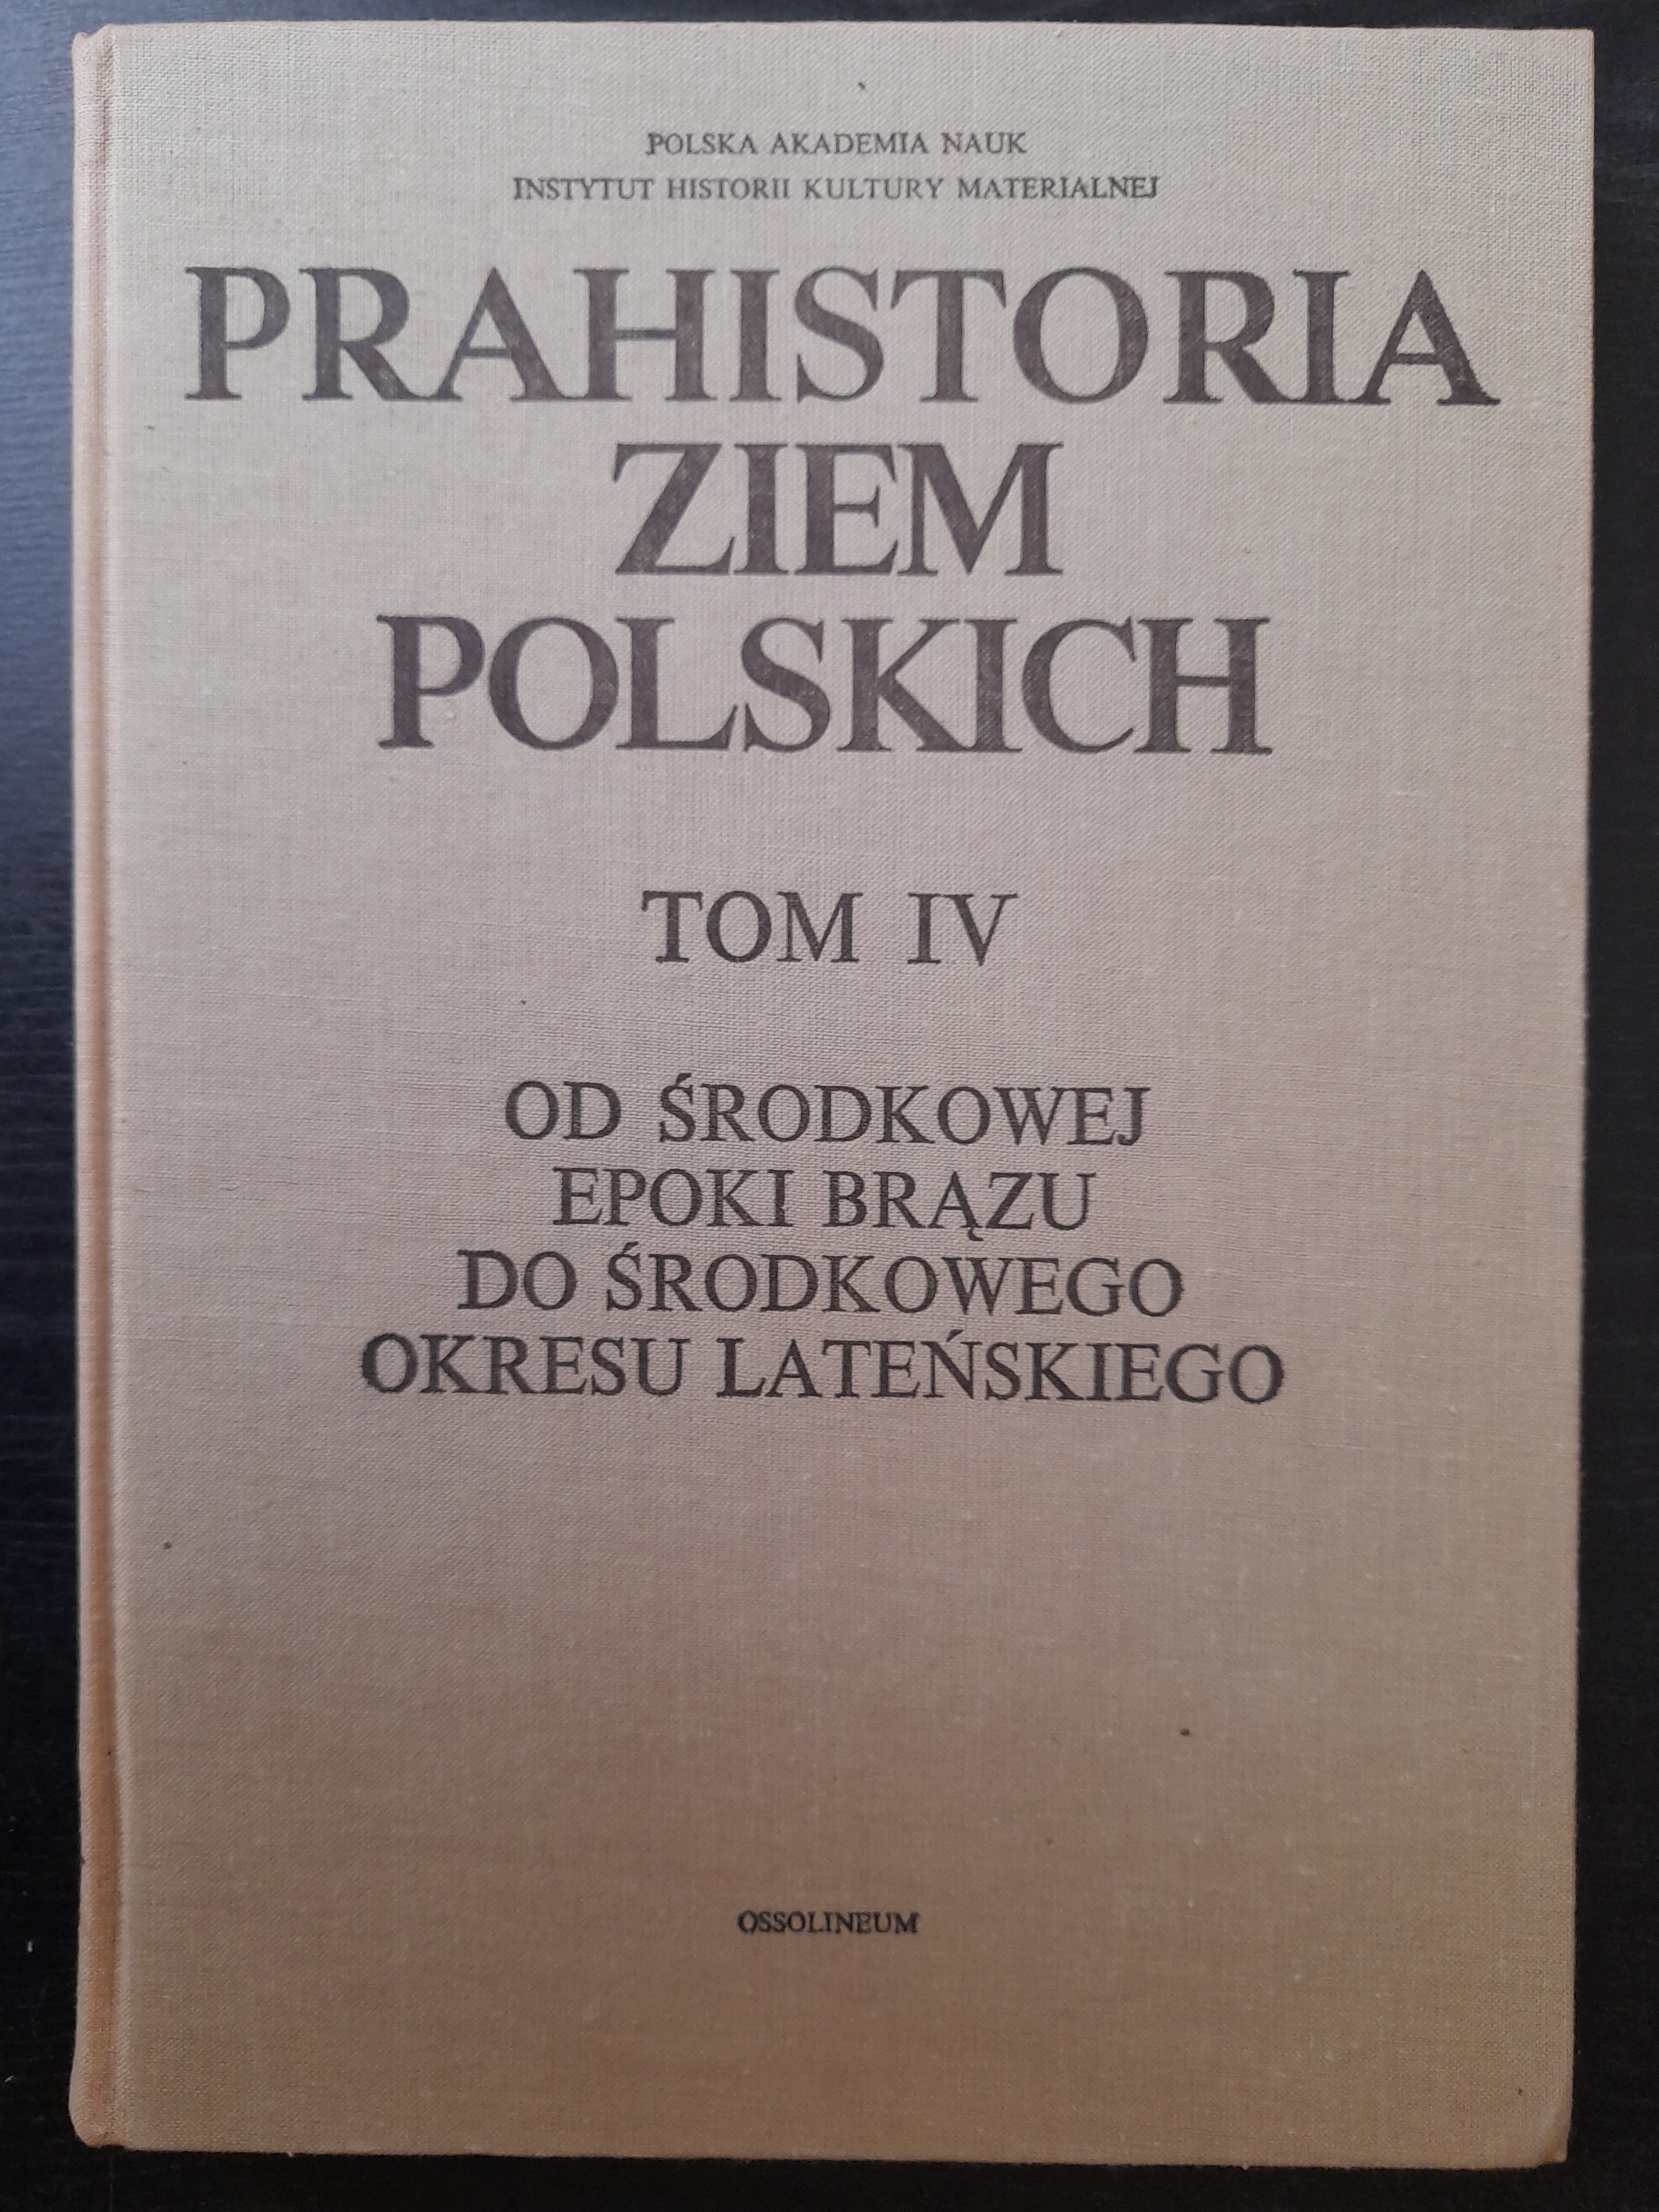 POLSKA AKADEMIA NAUK
INSTYTUT HISTORII KULTURY MATERIALNEJ
PRAHISTORIA
ZIEM
POLSKICH
TOM IV
OD ŚRODKOWEJ
EPOKI BRĄZU
DO ŚRODKOWEGO
OKRESU LATEŃSKIEGO
OSSOLINEUM